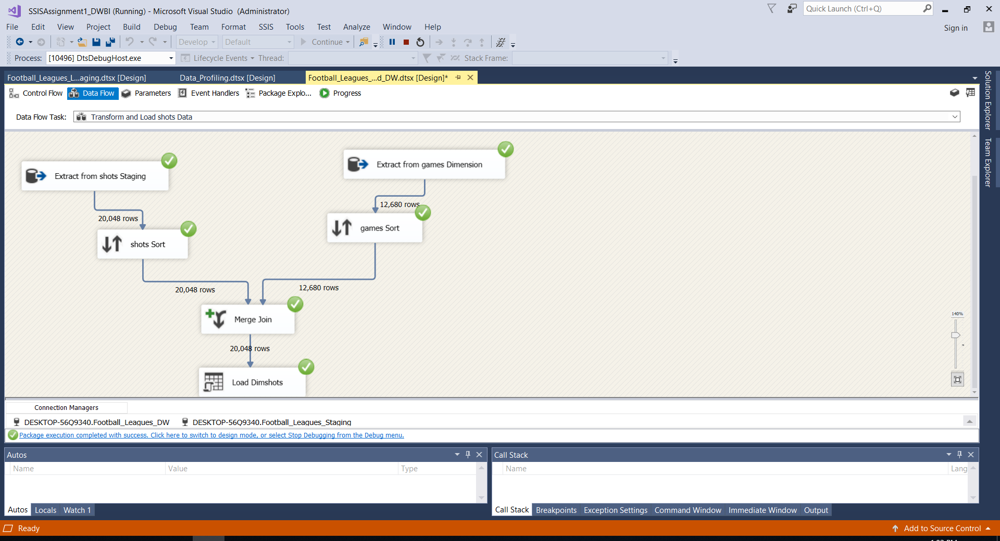 SSISAssignment1_DWBI (Running) - Microsoft Visual Studio (Administrator)
Quick Launch (Ctrl+Q)
File Edit View Project Build Debug Team Format SSIS Tools Test Analyze Window Help
Sign in
Develop Default Continue
Process: [10496] DtsDebugHost.exe Lifecycle Events Thread: Stack Frame:
Football_Leagues_L...aging.dtsx [Design] Data_Profiling.dtsx [Design] Football_Leagues_...d_DW.dtsx [Design]*
Control Flow Data Flow Parameters Event Handlers Package Explo... Progress
Solution Explorer
Team Explorer
Data Flow Task: Transform and Load shots Data
Extract from shots Staging
Extract from games Dimension
12,680 rows
20,048 rows
games Sort
shots Sort
20,048 rows
12,680 rows
Merge Join
140%
20,048 rows
Load Dimshots
Connection Managers
DESKTOP-56Q9340.Football_Leagues_DW DESKTOP-56Q9340.Football_Leagues_Staging
Package execution completed with success. Click here to switch to design mode, or select Stop Debugging from the Debug menu.
Autos
Name Value Type
Call Stack
Name Lang
Autos Locals Watch 1
Call Stack Breakpoints Exception Settings Command Window Immediate Window Output
Ready
Add to Source Control